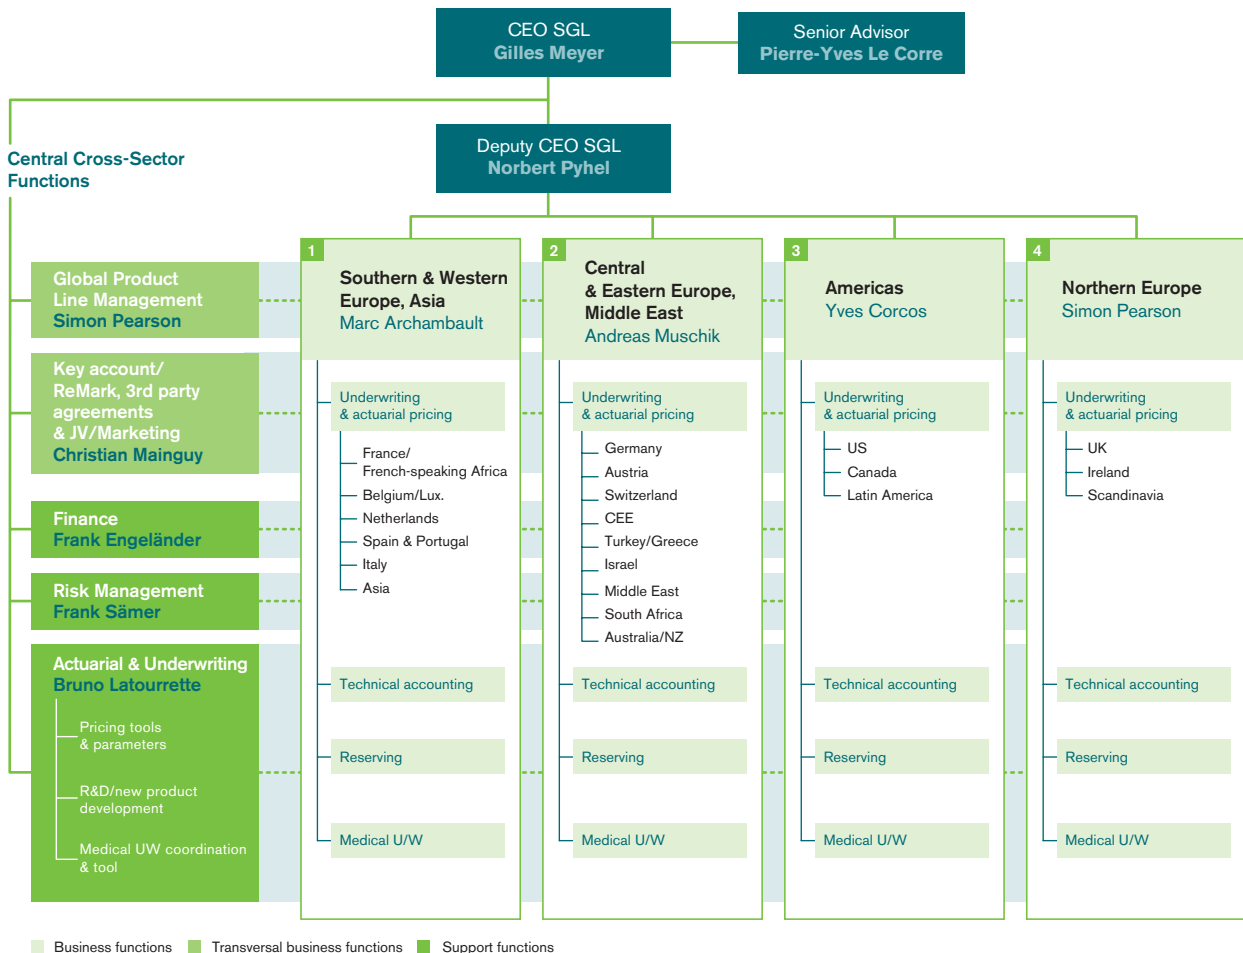 CEO SGL
Gilles Meyer
Senior Advisor
Pierre-Yves Le Corre
Deputy CEO SGL
Norbert Pyhel
Central Cross-Sector
Functions
Global Product
Line Management
Simon Pearson
Key account/
ReMark, 3rd party
agreements
& JV/Marketing
Christian Mainguy
Finance
Frank Engeländer
Risk Management
Frank Sämer
Actuarial & Underwriting
Bruno Latourrette
Pricing tools
& parameters
R&D/new product
development
Medical UW coordination
& tool
1
Southern & Western
Europe, Asia
Marc Archambault
Underwriting
& actuarial pricing
France/
French-speaking Africa
Belgium/Lux.
Netherlands
Spain & Portugal
Italy
Asia
Technical accounting
Reserving
Medical U/W
2
Central
& Eastern Europe,
Middle East
Andreas Muschik
Underwriting
& actuarial pricing
Germany
Austria
Switzerland
CEE
Turkey/Greece
Israel
Middle East
South Africa
Australia/NZ
Technical accounting
Reserving
Medical U/W
3
Americas
Yves Corcos
Underwriting
& actuarial pricing
US
Canada
Latin America
Technical accounting
Reserving
Medical U/W
4
Northern Europe
Simon Pearson
Underwriting
& actuarial pricing
UK
Ireland
Scandinavia
Technical accounting
Reserving
Medical U/W
Business functions
Transversal business functions
Support functions